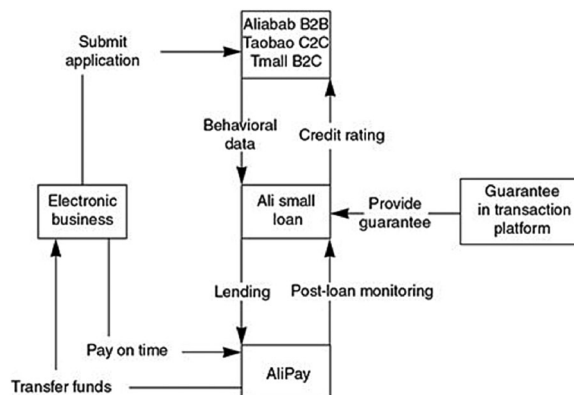 Aliabab B2B
Taobao C2C
Tmall B2C
Submit
application
Behavioral
data
Credit rating
Electronic
business
Ali small
loan
Provide
guarantee
Guarantee
in transaction
platform
Lending
Post-loan monitoring
Pay on time
AliPay
Transfer funds